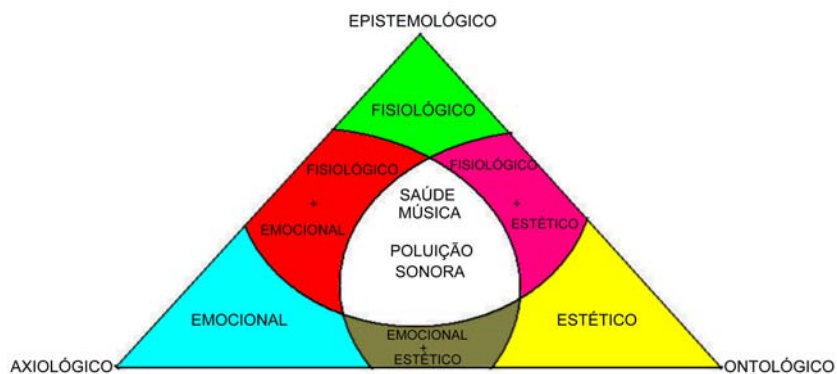 EPISTEMOLÓGICO
FISIOLÓGICO
FISIOLÓGICO
+
EMOCIONAL
FISIOLÓGICO
+
ESTÉTICO
SAÚDE
MÚSICA
POLUIÇÃO
SONORA
EMOCIONAL
EMOCIONAL
+
ESTÉTICO
ESTÉTICO
AXIOLÓGICO
ONTOLÓGICO